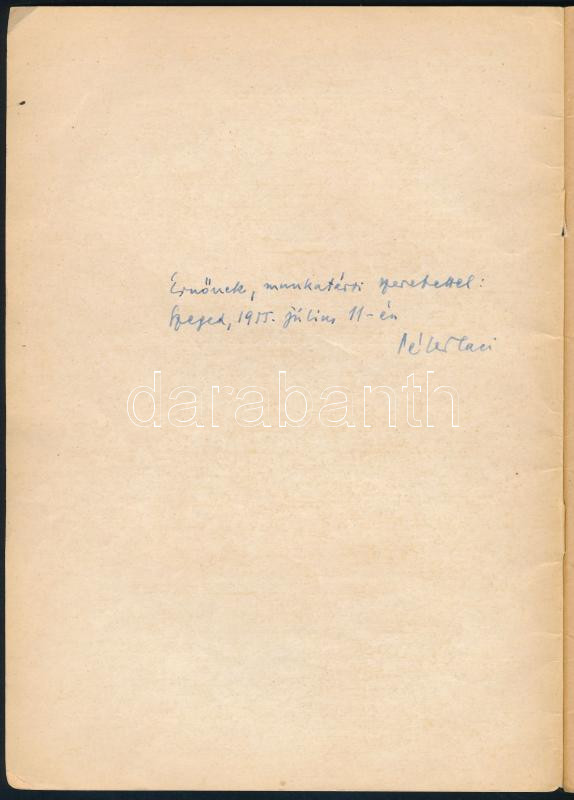 Ernőnek, munkatársi szeretettel:
Szeged, 1955. július 11-én
Péter Laci
darabanth